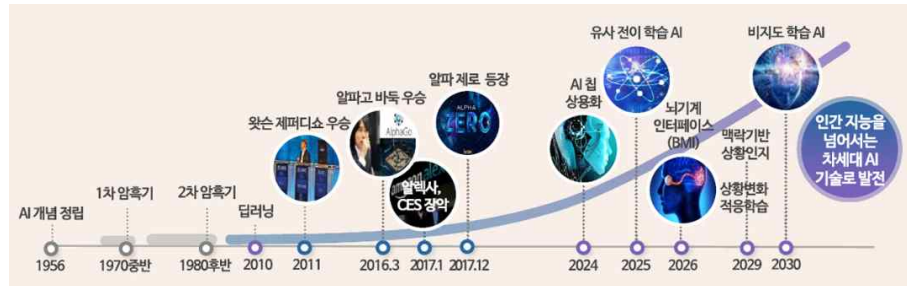 AI 개념 정립
1956
1차 암흑기
1970중반
2차 암흑기
1980후반
딥러닝
2010
왓슨 제퍼디쇼 우승
2011
알파고 바둑 우승
AlphaGo
2016.3
알렉사,
CES 장악
2017.1
알파 제로 등장
ALPHA
ZERO
2017.12
AI 칩
상용화
2024
유사 전이 학습 AI
2025
뇌기계
인터페이스
(BMI)
2026
맥락기반
상황인지
상황변화
적응학습
2029
비지도 학습 AI
2030
인간 지능을
넘어서는
차세대 AI
기술로 발전